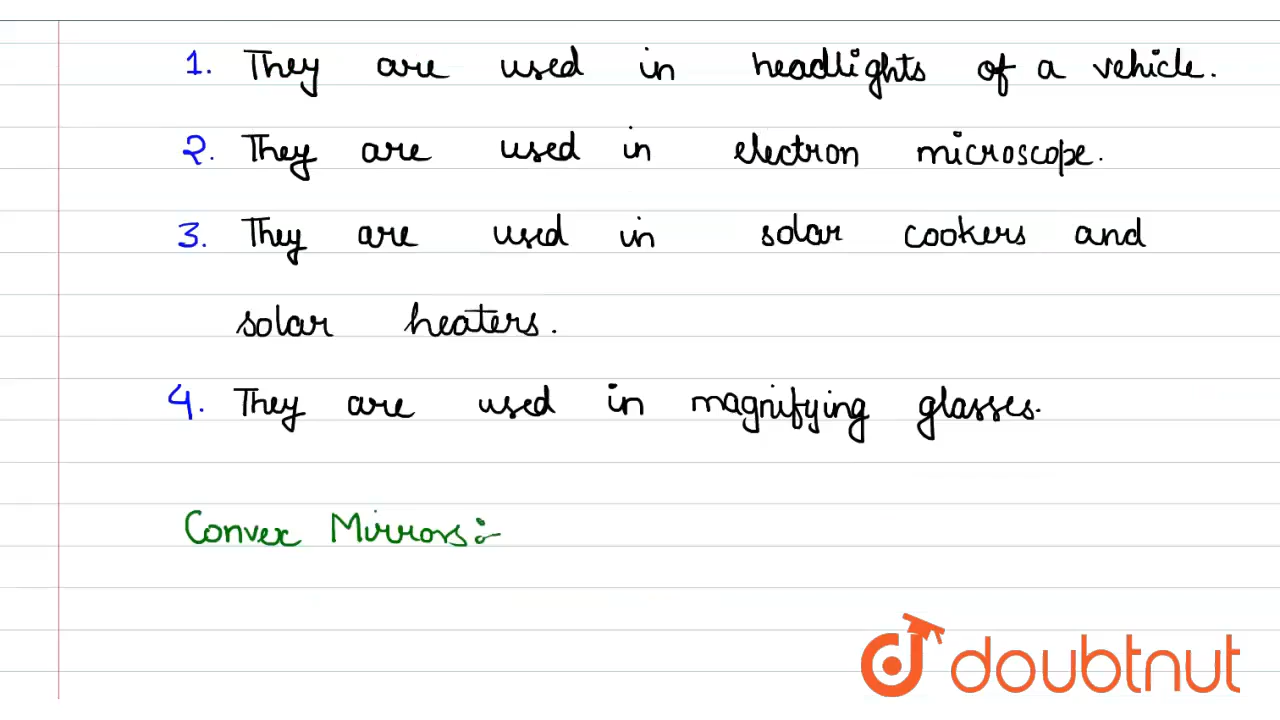 1. They are used in headlights of a vehicle.
2. They are used in electron microscope.
3. They are used in solar cookers and
solar heaters.
4. They are used in magnifying glasses.
Convex Mirrors:-
doubtnut